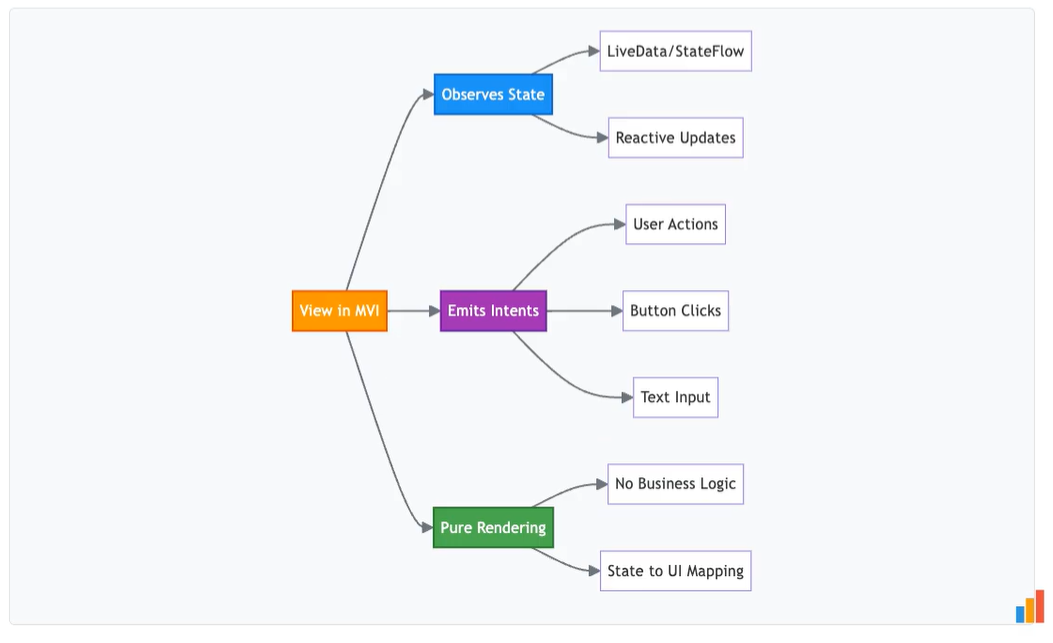 LiveData/StateFlow
Observes State
Reactive Updates
User Actions
View in MVI
Emits Intents
Button Clicks
Text Input
No Business Logic
Pure Rendering
State to UI Mapping